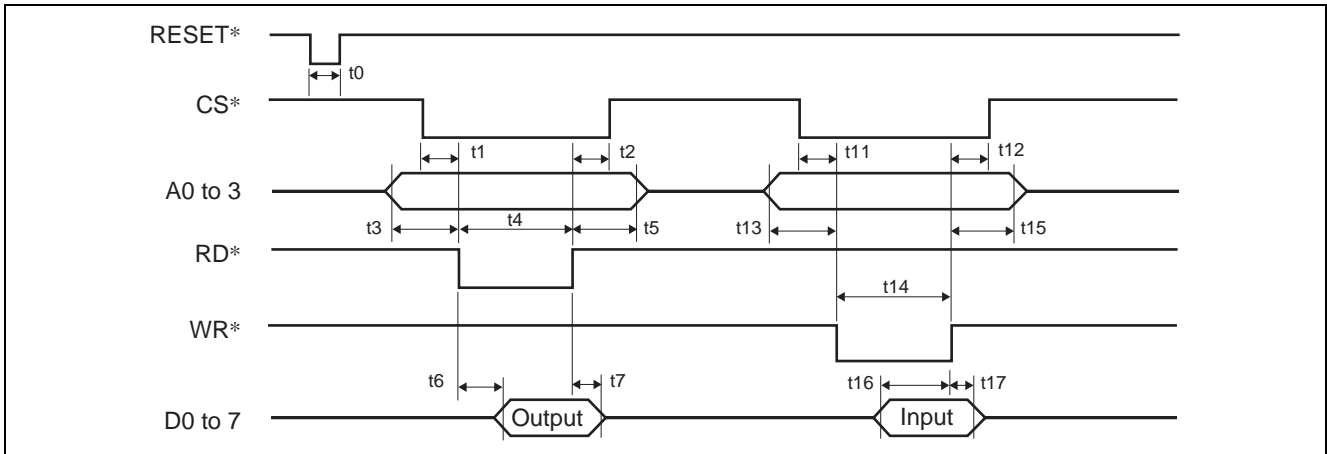 RESET*
t0
CS*
t1 t2 t11 t12
A0 to 3
t3 t4 t5 t13 t15
RD*
t14
WR*
t6 t7 t16 t17
D0 to 7 Output Input